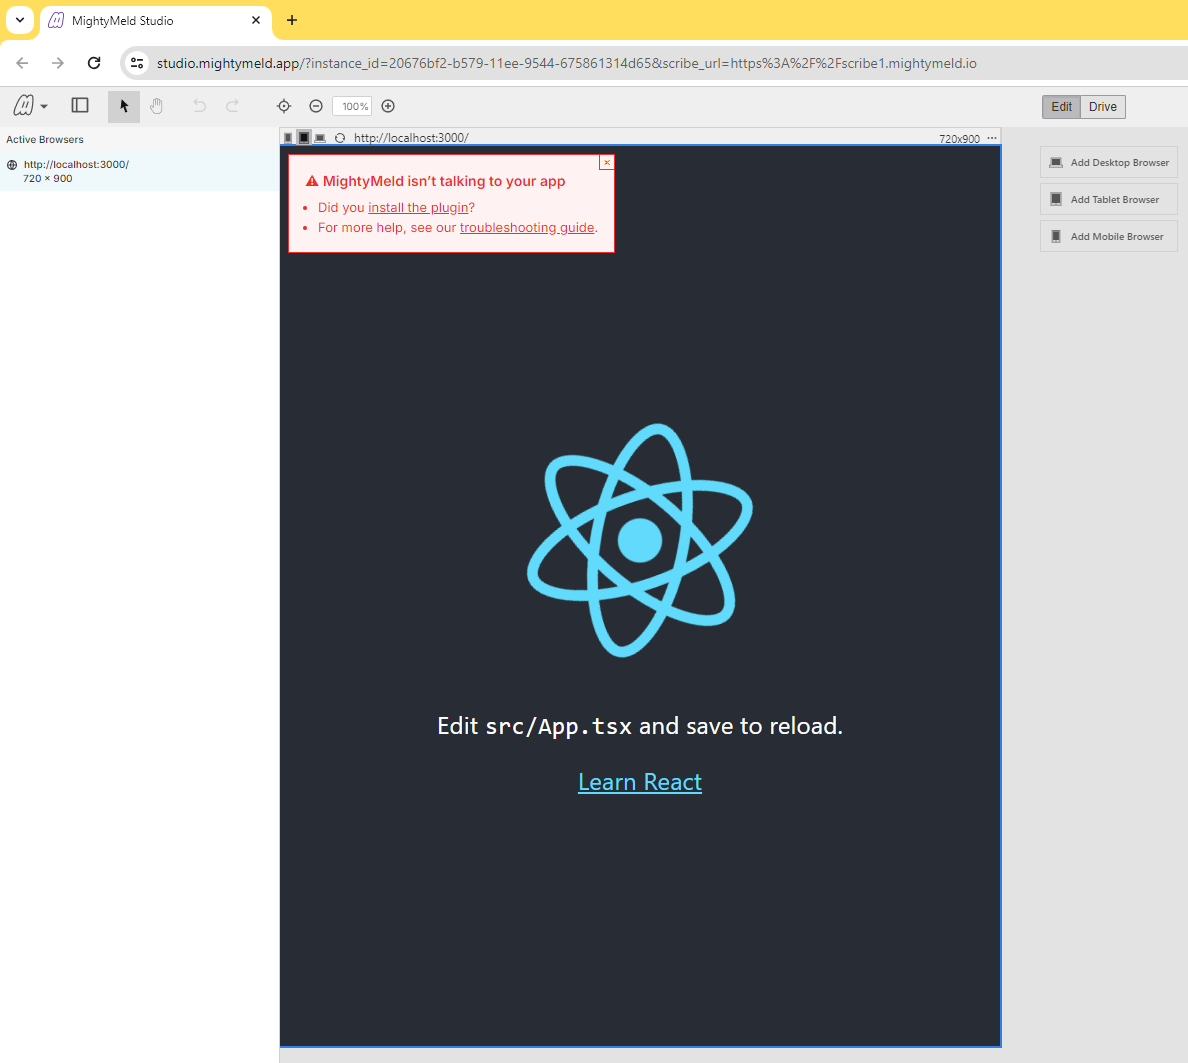 MightyMeld Studio
studio.mightymeld.app/?instance_id=20676bf2-b579-11ee-9544-675861314d65&scribe_url=https%3A%2F%2Fscribe1.mightymeld.io
100%
Edit
Drive
Active Browsers
http://localhost:3000/
720 × 900
http://localhost:3000/
720x900
MightyMeld isn’t talking to your app
• Did you install the plugin?
• For more help, see our troubleshooting guide.
Edit src/App.tsx and save to reload.
Learn React
Add Desktop Browser
Add Tablet Browser
Add Mobile Browser